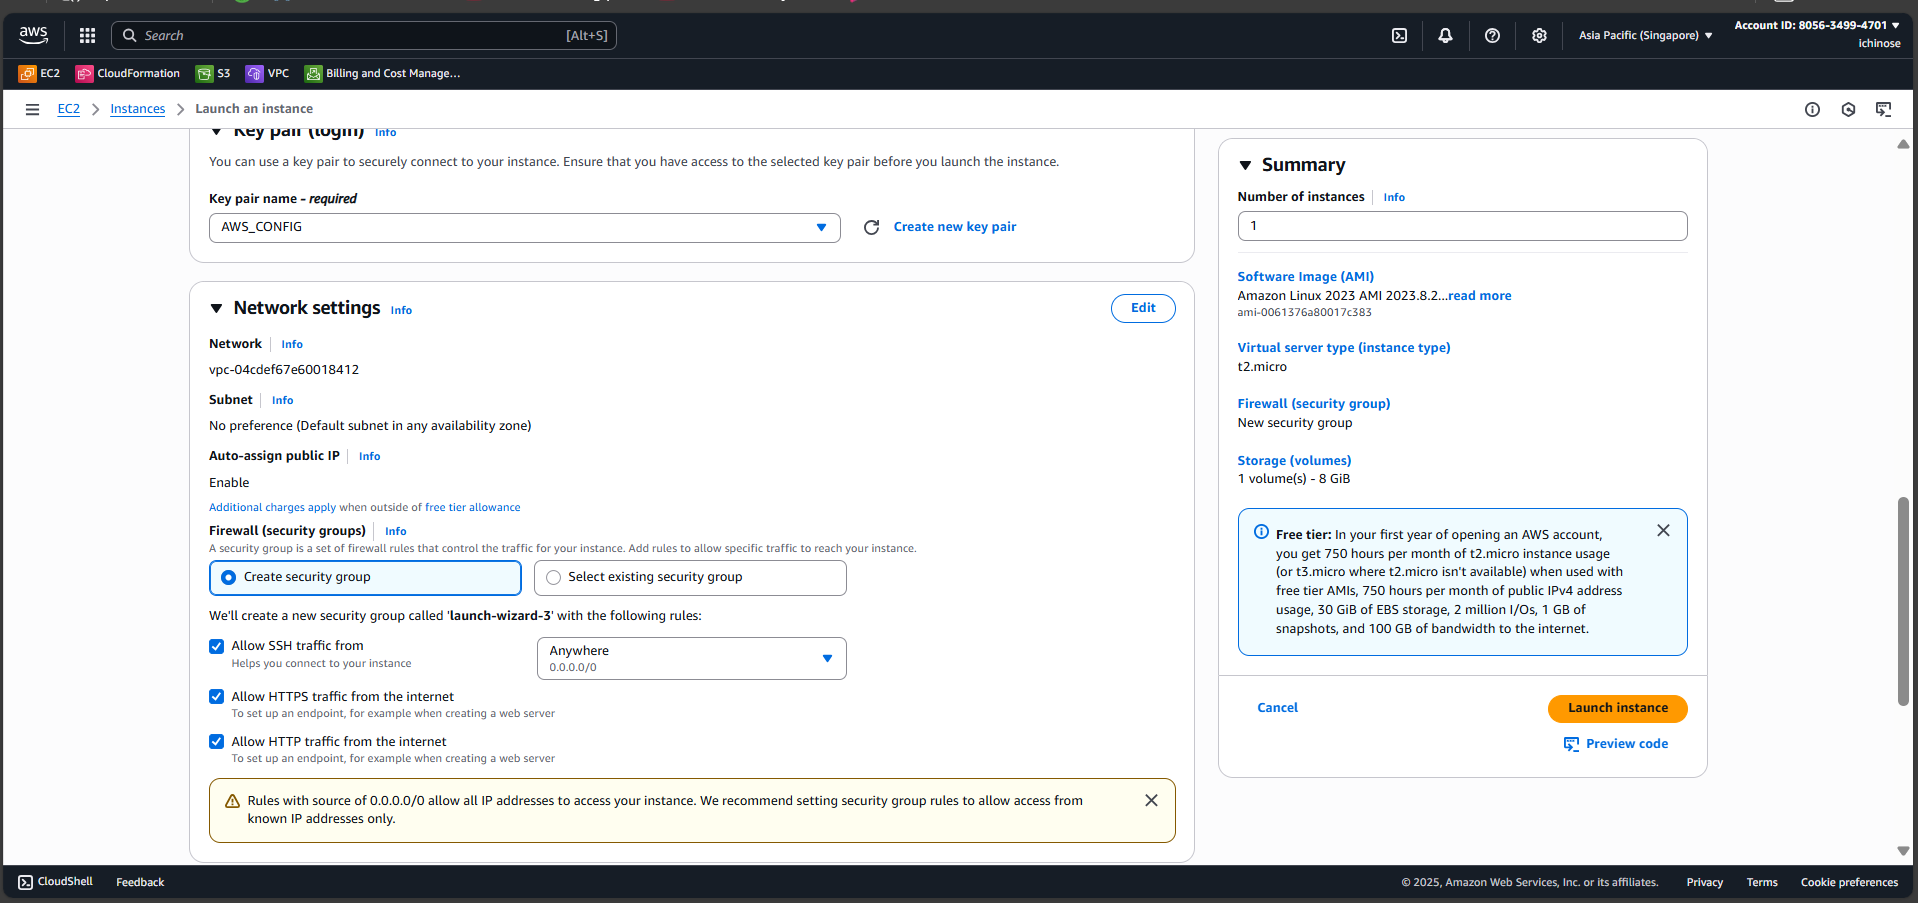 aws
Search
[Alt+S]
Asia Pacific (Singapore)
Account ID: 8056-3499-4701
ichinose
EC2
CloudFormation
S3
VPC
Billing and Cost Manage...
EC2
Instances
Launch an instance
Key pair (login) Info
You can use a key pair to securely connect to your instance. Ensure that you have access to the selected key pair before you launch the instance.
Key pair name - required
AWS_CONFIG
Create new key pair
Network settings Info
Edit
Network Info
vpc-04cdef67e60018412
Subnet Info
No preference (Default subnet in any availability zone)
Auto-assign public IP Info
Enable
Additional charges apply when outside of free tier allowance
Firewall (security groups) Info
A security group is a set of firewall rules that control the traffic for your instance. Add rules to allow specific traffic to reach your instance.
Create security group
Select existing security group
We'll create a new security group called 'launch-wizard-3' with the following rules:
Allow SSH traffic from
Helps you connect to your instance
Anywhere
0.0.0.0/0
Allow HTTPS traffic from the internet
To set up an endpoint, for example when creating a web server
Allow HTTP traffic from the internet
To set up an endpoint, for example when creating a web server
Rules with source of 0.0.0.0/0 allow all IP addresses to access your instance. We recommend setting security group rules to allow access from
known IP addresses only.
Summary
Number of instances Info
1
Software Image (AMI)
Amazon Linux 2023 AMI 2023.8.2...read more
ami-0061376a80017c383
Virtual server type (instance type)
t2.micro
Firewall (security group)
New security group
Storage (volumes)
1 volume(s) - 8 GiB
Free tier: In your first year of opening an AWS account,
you get 750 hours per month of t2.micro instance usage
(or t3.micro where t2.micro isn't available) when used with
free tier AMIs, 750 hours per month of public IPv4 address
usage, 30 GiB of EBS storage, 2 million I/Os, 1 GB of
snapshots, and 100 GB of bandwidth to the internet.
Cancel
Launch instance
Preview code
CloudShell
Feedback
© 2025, Amazon Web Services, Inc. or its affiliates.
Privacy
Terms
Cookie preferences